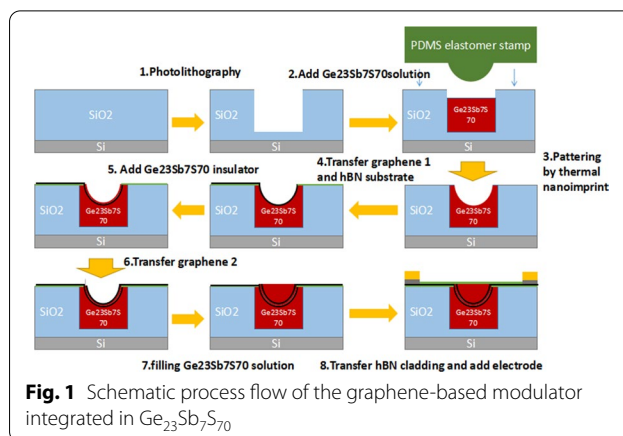 PDMS elastomer stamp
1.Photolithography
2.Add Ge23Sb7S70solution
SiO2
Si
SiO2
Si
SiO2
Ge23Sb7S
70
Si
3.Pattering
by thermal
nanoimprint
4.Transfer graphene 1
and hBN substrate
5. Add Ge23Sb7S70 insulator
SiO2
Ge23Sb7S
70
Si
SiO2
Ge23Sb7S
70
Si
SiO2
Ge23Sb7S
70
Si
6.Transfer graphene 2
SiO2
Ge23Sb7S
70
Si
SiO2
Ge23Sb7S
70
Si
SiO2
Ge23Sb7S
70
Si
7.filling Ge23Sb7S70 solution
8.Transfer hBN cladding and add electrode
Fig. 1 Schematic process flow of the graphene-based modulator
integrated in Ge23Sb7S70